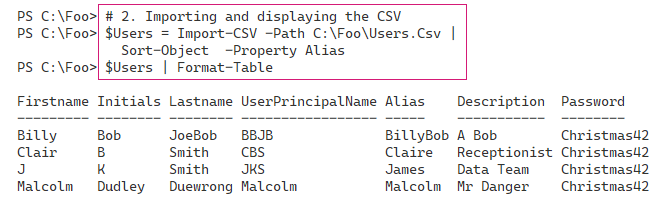 PS C:\Foo> # 2. Importing and displaying the CSV
PS C:\Foo> $Users = Import-CSV -Path C:\Foo\Users.Csv |
Sort-Object  -Property Alias
PS C:\Foo> $Users | Format-Table
Firstname Initials Lastname UserPrincipalName Alias    Description  Password
--------- -------- -------- ----------------- -----    -----------  --------
Billy     Bob      JoeBob   BBJB              BillyBob A Bob        Christmas42
Clair     B        Smith    CBS               Claire   Receptionist Christmas42
J         K        Smith    JKS               James    Data Team    Christmas42
Malcolm   Dudley   Duewrong Malcolm           Malcolm  Mr Danger    Christmas42